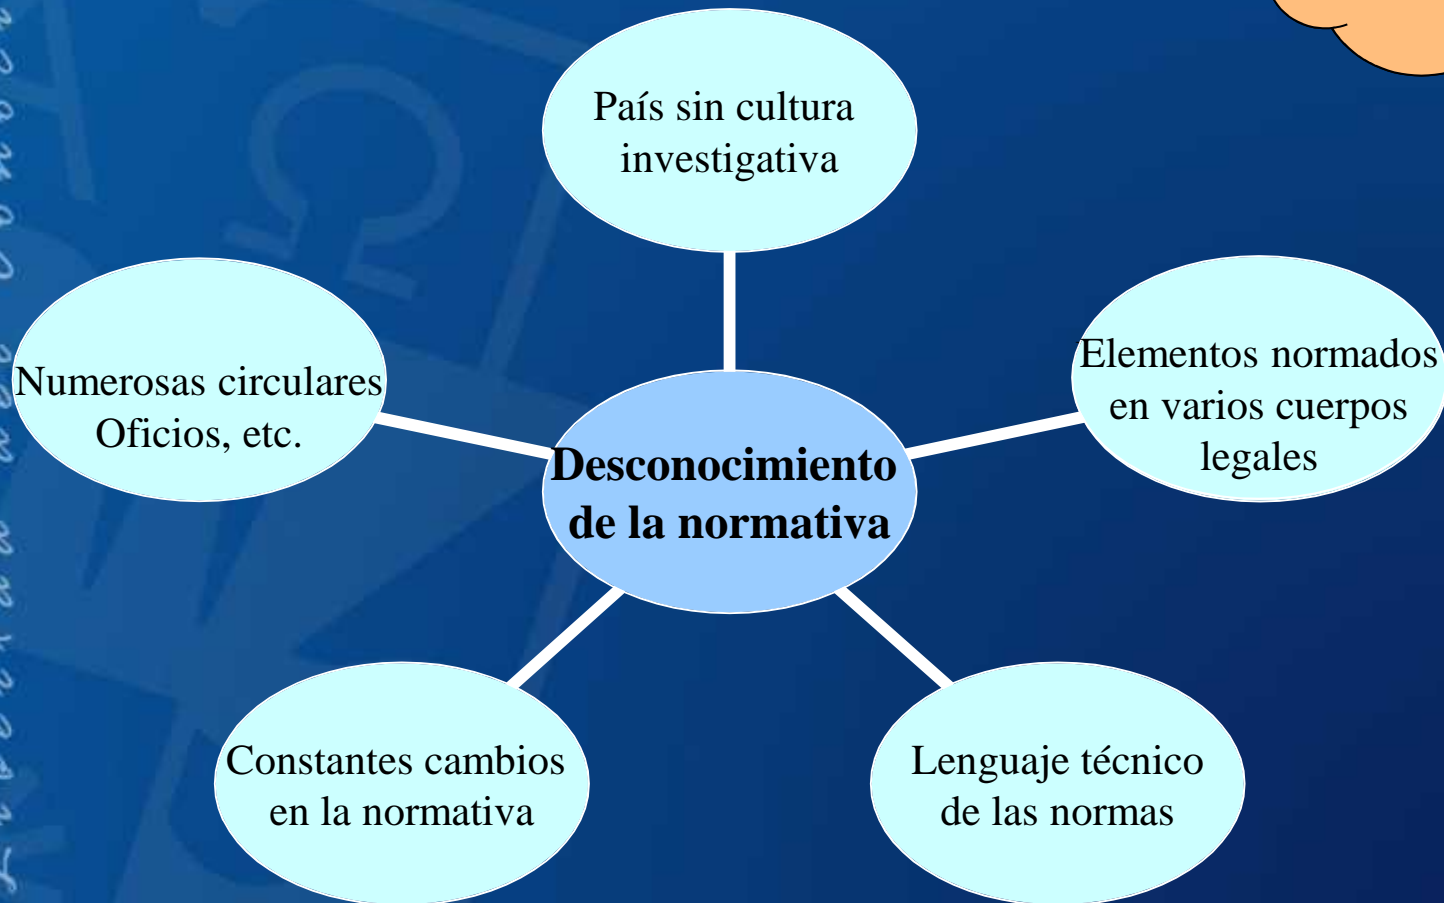 País sin cultura
investigativa
Numerosas circulares
Oficios, etc.
Elementos normados
en varios cuerpos
legales
Desconocimiento
de la normativa
Constantes cambios
en la normativa
Lenguaje técnico
de las normas